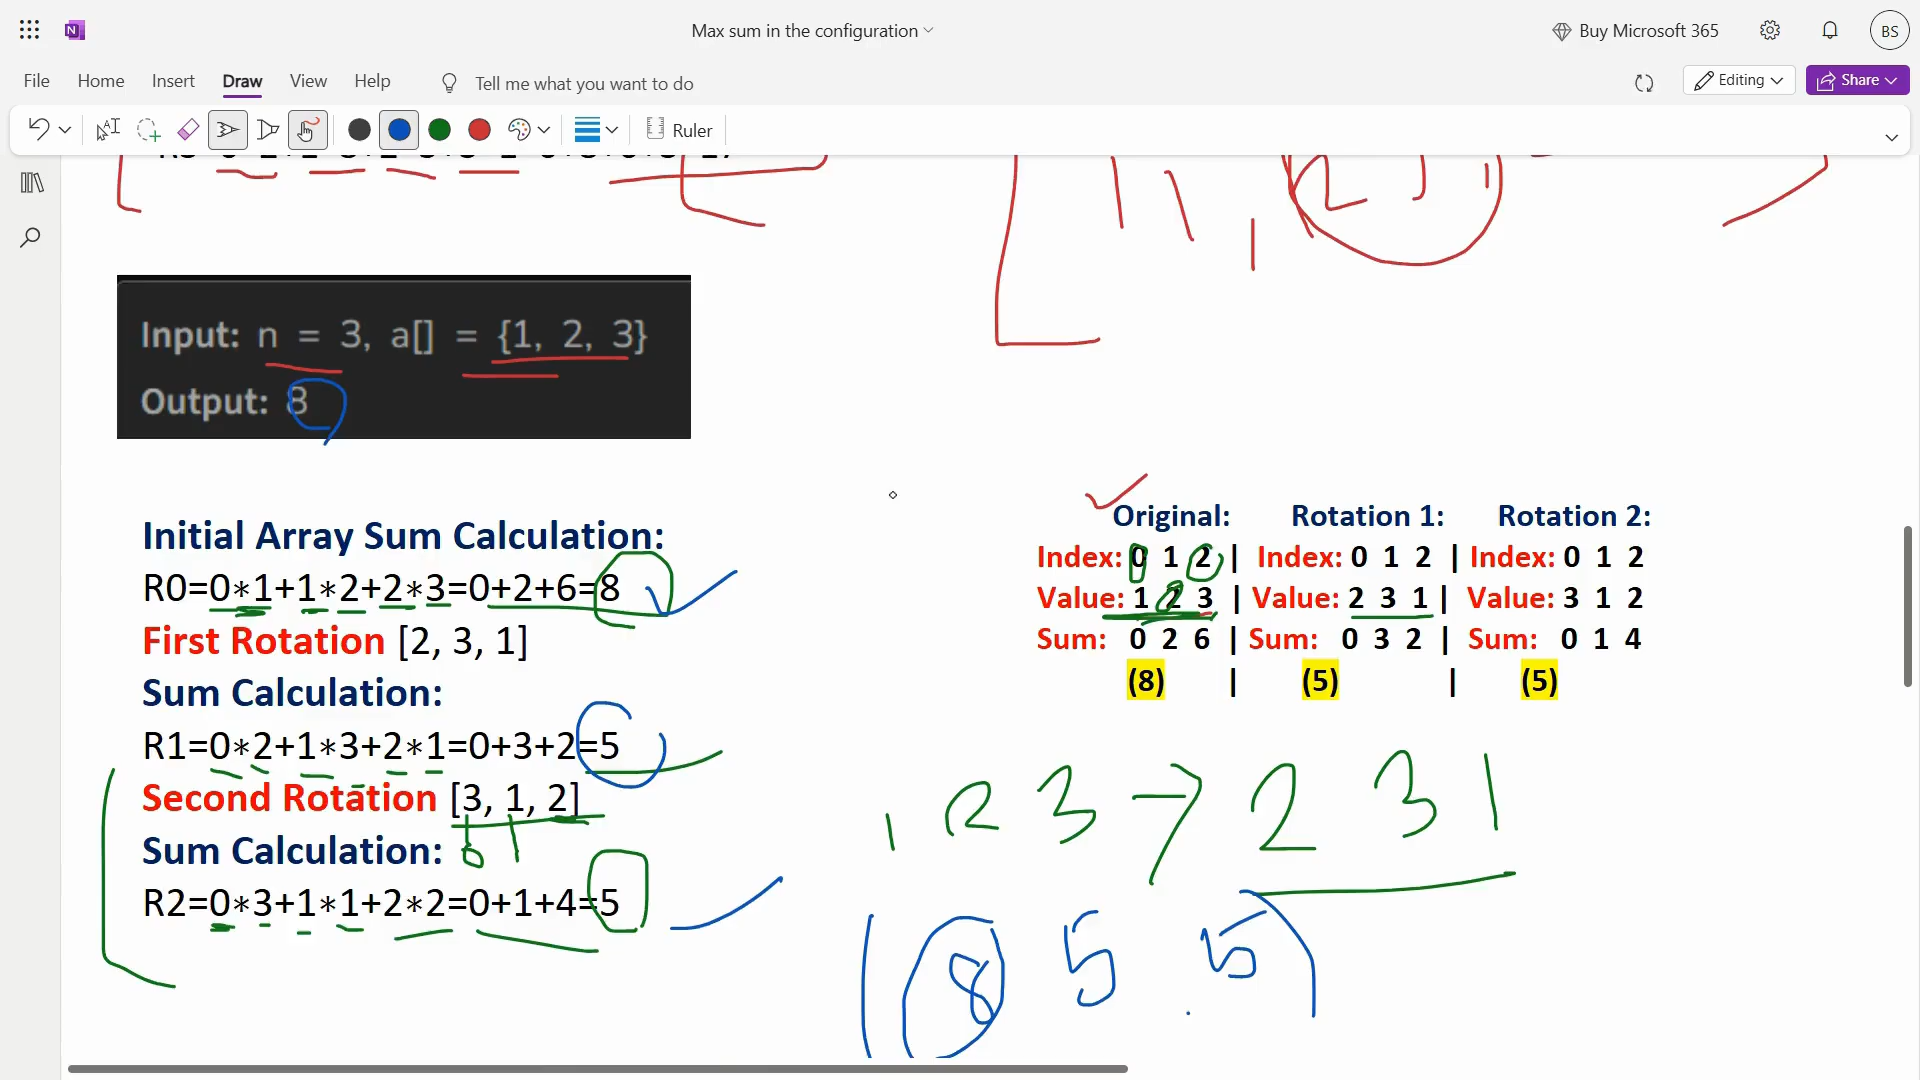 Max sum in the configuration
Buy Microsoft 365
BS
File Home Insert Draw View Help Tell me what you want to do
Editing Share
Ruler
Input: n = 3, a[] = {1, 2, 3}
Output: 8
Initial Array Sum Calculation:
R0=0*1+1*2+2*3=0+2+6=8
First Rotation [2, 3, 1]
Sum Calculation:
R1=0*2+1*3+2*1=0+3+2=5
Second Rotation [3, 1, 2]
0 1
Sum Calculation:
R2=0*3+1*1+2*2=0+1+4=5
Original: Rotation 1: Rotation 2:
Index: 0 1 2 | Index: 0 1 2 | Index: 0 1 2
Value: 1 2 3 | Value: 2 3 1 | Value: 3 1 2
Sum: 0 2 6 | Sum: 0 3 2 | Sum: 0 1 4
(8) | (5) | (5)
1 2 3 → 2 3 1
8 5 5